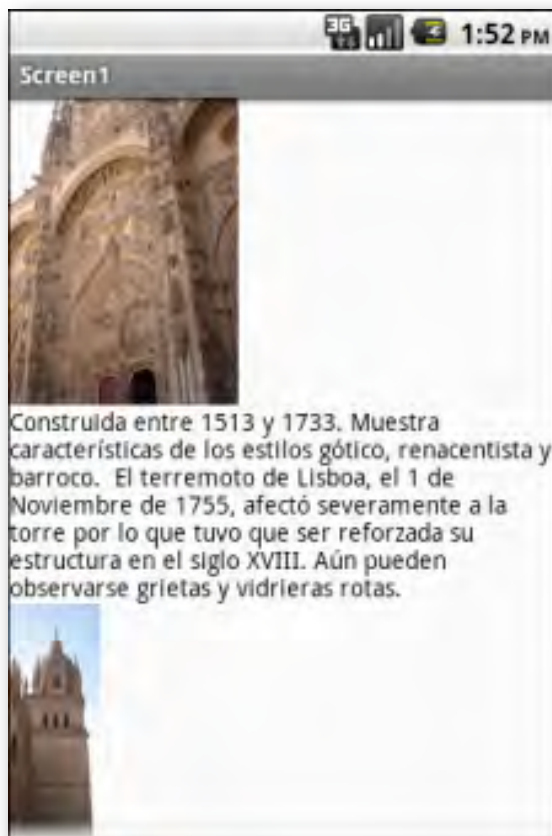 3G 1:52 PM
Screen1
Construida entre 1513 y 1733. Muestra
características de los estilos gótico, renacentista y
barroco.  El terremoto de Lisboa, el 1 de
Noviembre de 1755, afectó severamente a la
torre por lo que tuvo que ser reforzada su
estructura en el siglo XVIII. Aún pueden
observarse grietas y vidrieras rotas.